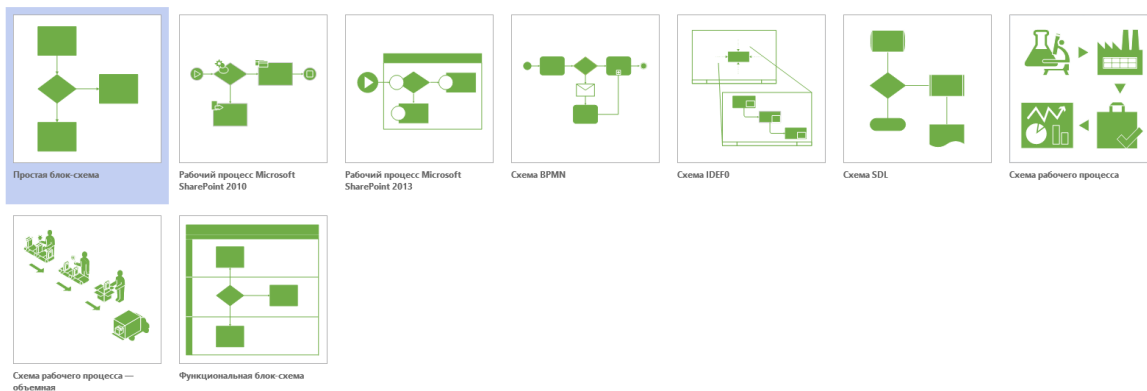 Простая блок-схема
Рабочий процесс Microsoft
SharePoint 2010
Рабочий процесс Microsoft
SharePoint 2013
Схема BPMN
Схема IDEF0
Схема SDL
Схема рабочего процесса
Схема рабочего процесса —
объемная
Функциональная блок-схема